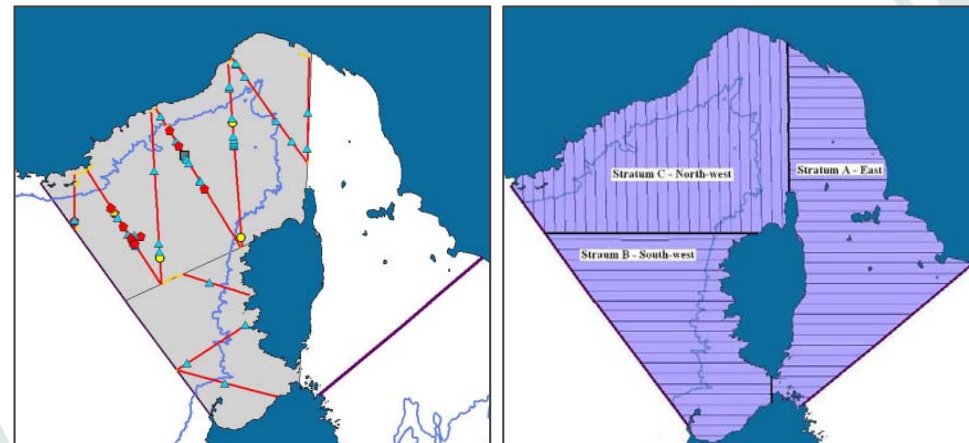 Stratum C - North-west
Stratum A - East
Straum B - South-west